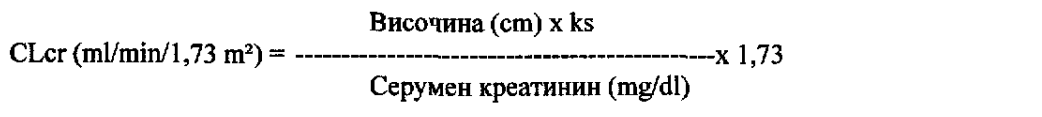 Височина (cm) x ks
CLcr (ml/min/1,73 m²) = ----------------------------------------------x 1,73
Серумен креатинин (mg/dl)